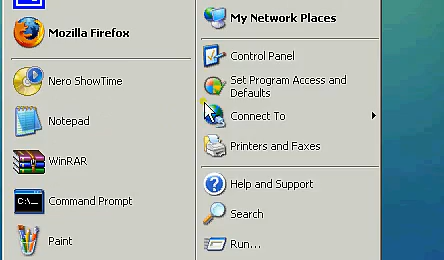 Mozilla Firefox
Nero ShowTime
Notepad
WinRAR
C:\_
Command Prompt
Paint
My Network Places
Control Panel
Set Program Access and
Defaults
Connect To
Printers and Faxes
Help and Support
Search
Run...